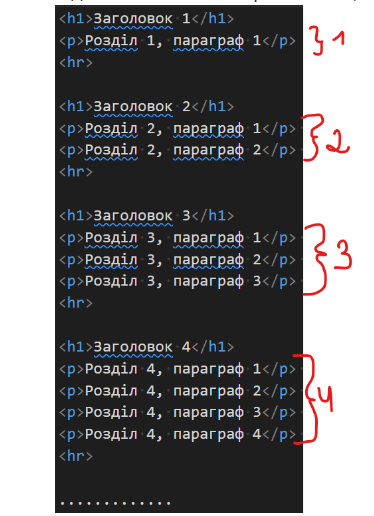 <h1>Заголовок 1</h1>
<p>Розділ 1, параграф 1</p> 1
<hr>
<h1>Заголовок 2</h1>
<p>Розділ 2, параграф 1</p>
<p>Розділ 2, параграф 2</p> 2
<hr>
<h1>Заголовок 3</h1>
<p>Розділ 3, параграф 1</p>
<p>Розділ 3, параграф 2</p> 3
<p>Розділ 3, параграф 3</p>
<hr>
<h1>Заголовок 4</h1>
<p>Розділ 4, параграф 1</p>
<p>Розділ 4, параграф 2</p> 4
<p>Розділ 4, параграф 3</p>
<p>Розділ 4, параграф 4</p>
<hr>
.............